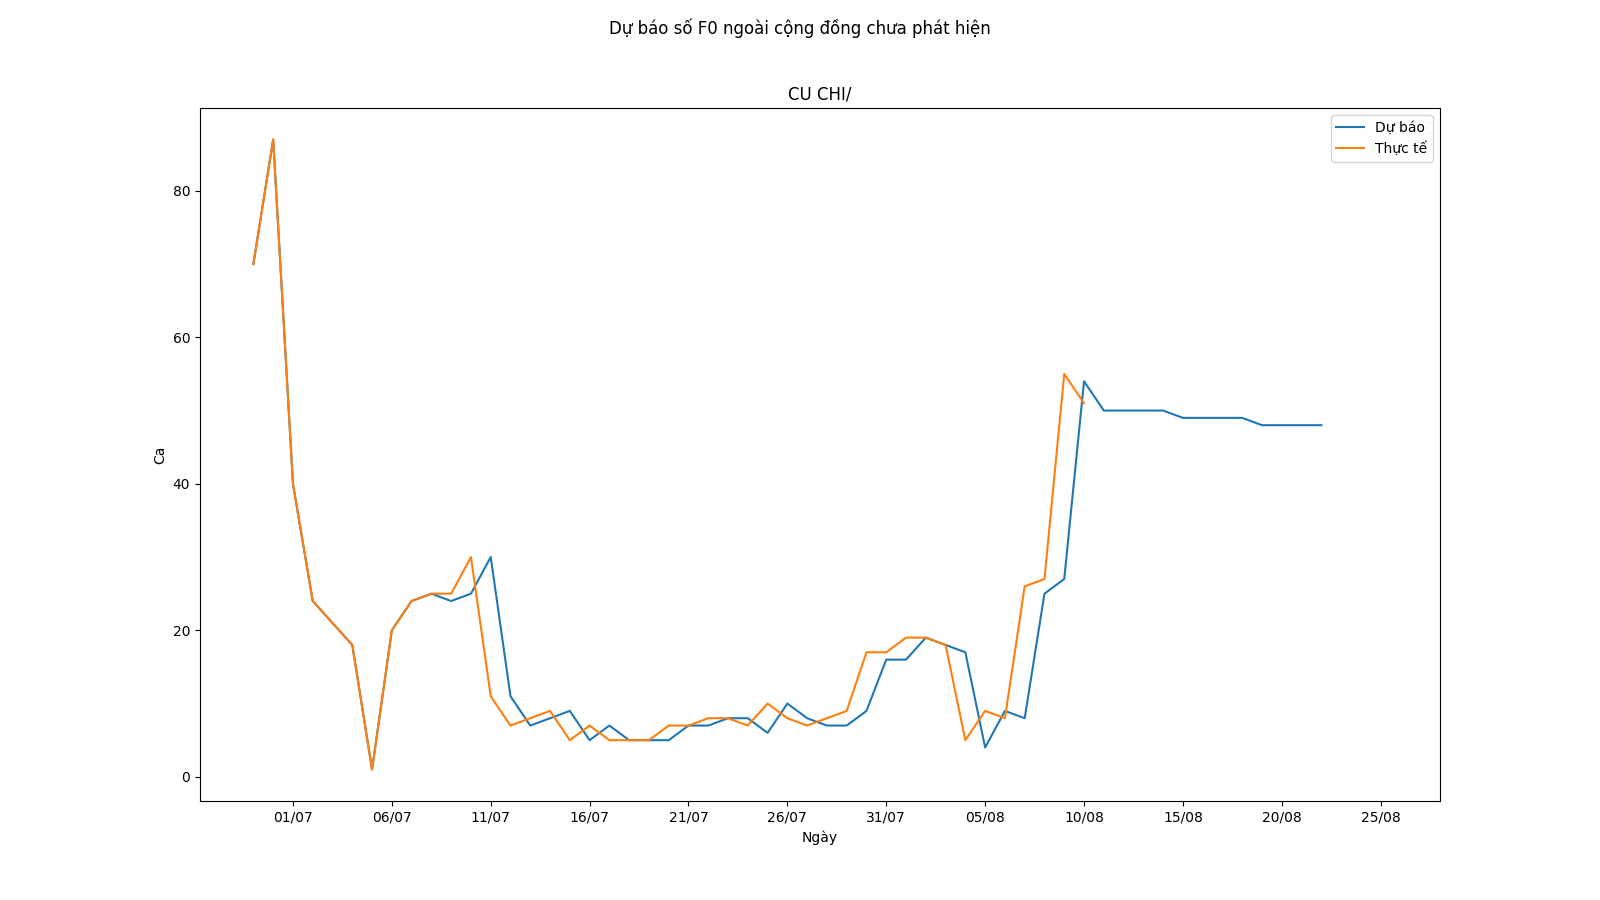 Dự báo số F0 ngoài cộng đồng chưa phát hiện
CU CHI/
Dự báo
Thực tế
80
60
40
20
0
Ca
01/07 06/07 11/07 16/07 21/07 26/07 31/07 05/08 10/08 15/08 20/08 25/08
Ngày